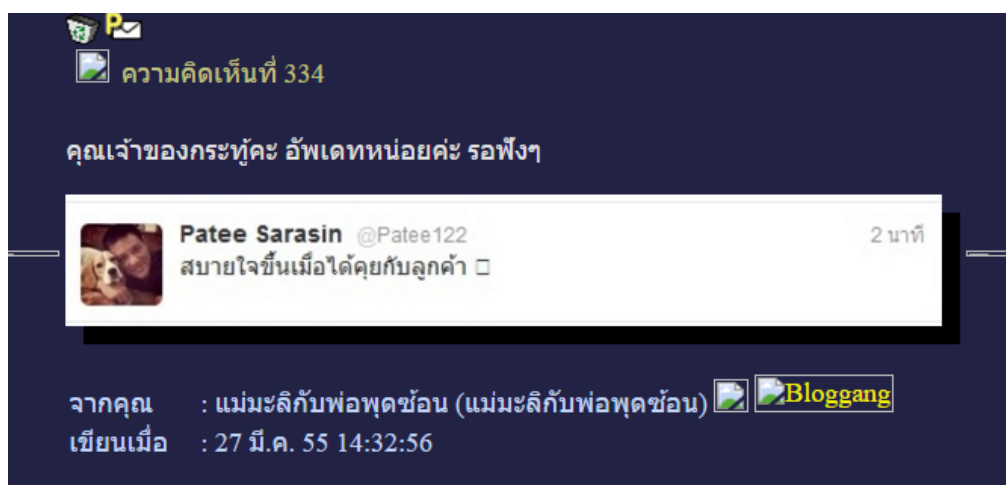 P
ความคิดเห็นที่ 334
คุณเจ้าของกระทู้คะ อัพเดทหน่อยค่ะ รอฟังๆ
Patee Sarasin @Patee122 2 นาที
สบายใจขึ้นเมื่อได้คุยกับลูกค้า
จากคุณ : แม่มะลิกับพ่อพุดซ้อน (แม่มะลิกับพ่อพุดซ้อน) Bloggang
เขียนเมื่อ : 27 มี.ค. 55 14:32:56